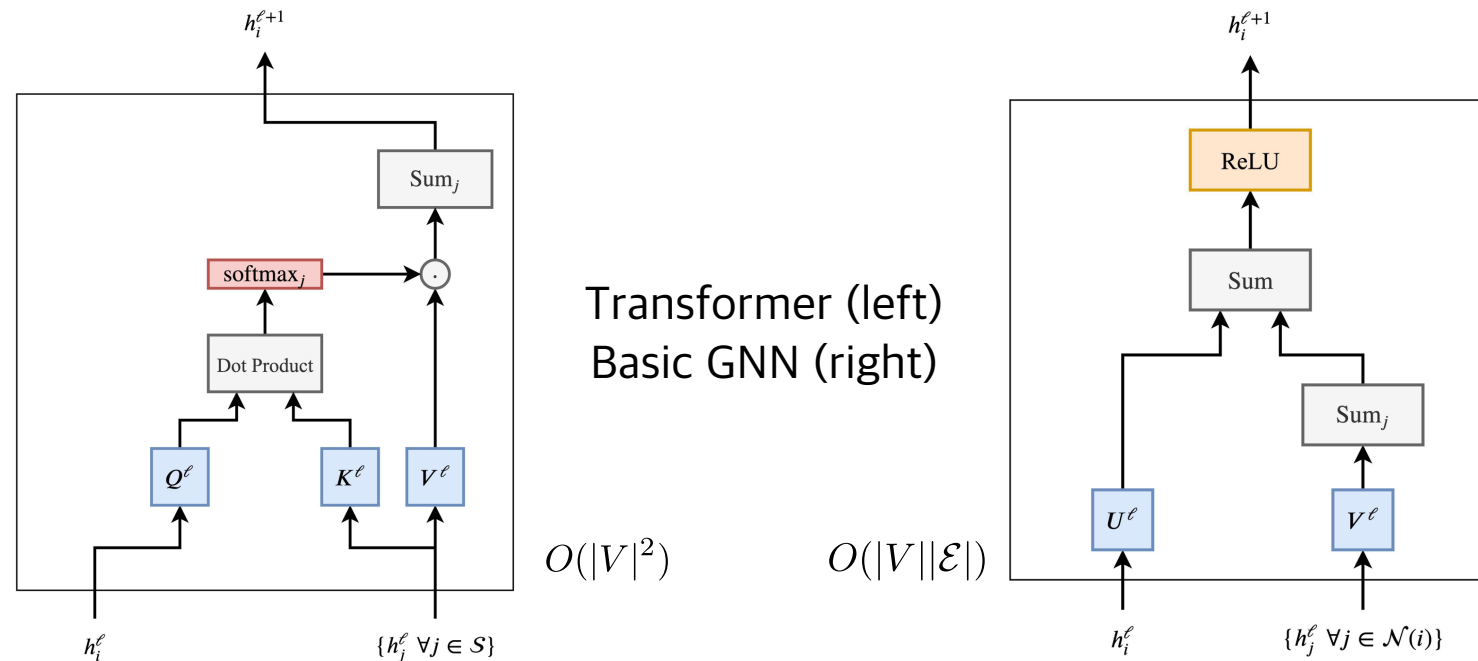 h_i^{ℓ+1}
Sum_j
softmax_j
.
Dot Product
Q^ℓ
K^ℓ
V^ℓ
h_i^ℓ
{h_j^ℓ ∀j ∈ S}
O(|V|^2)
Transformer (left)
Basic GNN (right)
O(|V||ℰ|)
h_i^{ℓ+1}
ReLU
Sum
Sum_j
U^ℓ
V^ℓ
h_i^ℓ
{h_j^ℓ ∀j ∈ 𝒩(i)}